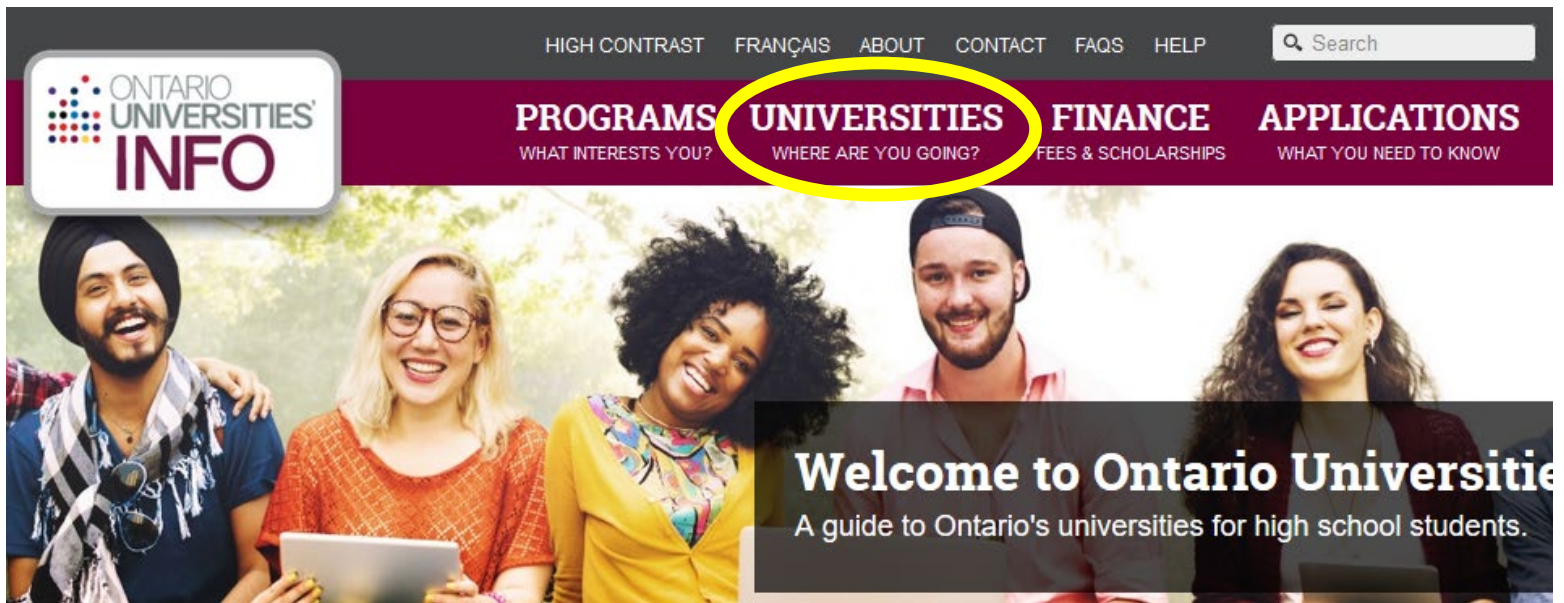 HIGH CONTRAST FRANÇAIS ABOUT CONTACT FAQS HELP Search
ONTARIO
UNIVERSITIES'
INFO
PROGRAMS UNIVERSITIES FINANCE APPLICATIONS
WHAT INTERESTS YOU? WHERE ARE YOU GOING? FEES & SCHOLARSHIPS WHAT YOU NEED TO KNOW
Welcome to Ontario Universitie
A guide to Ontario's universities for high school students.